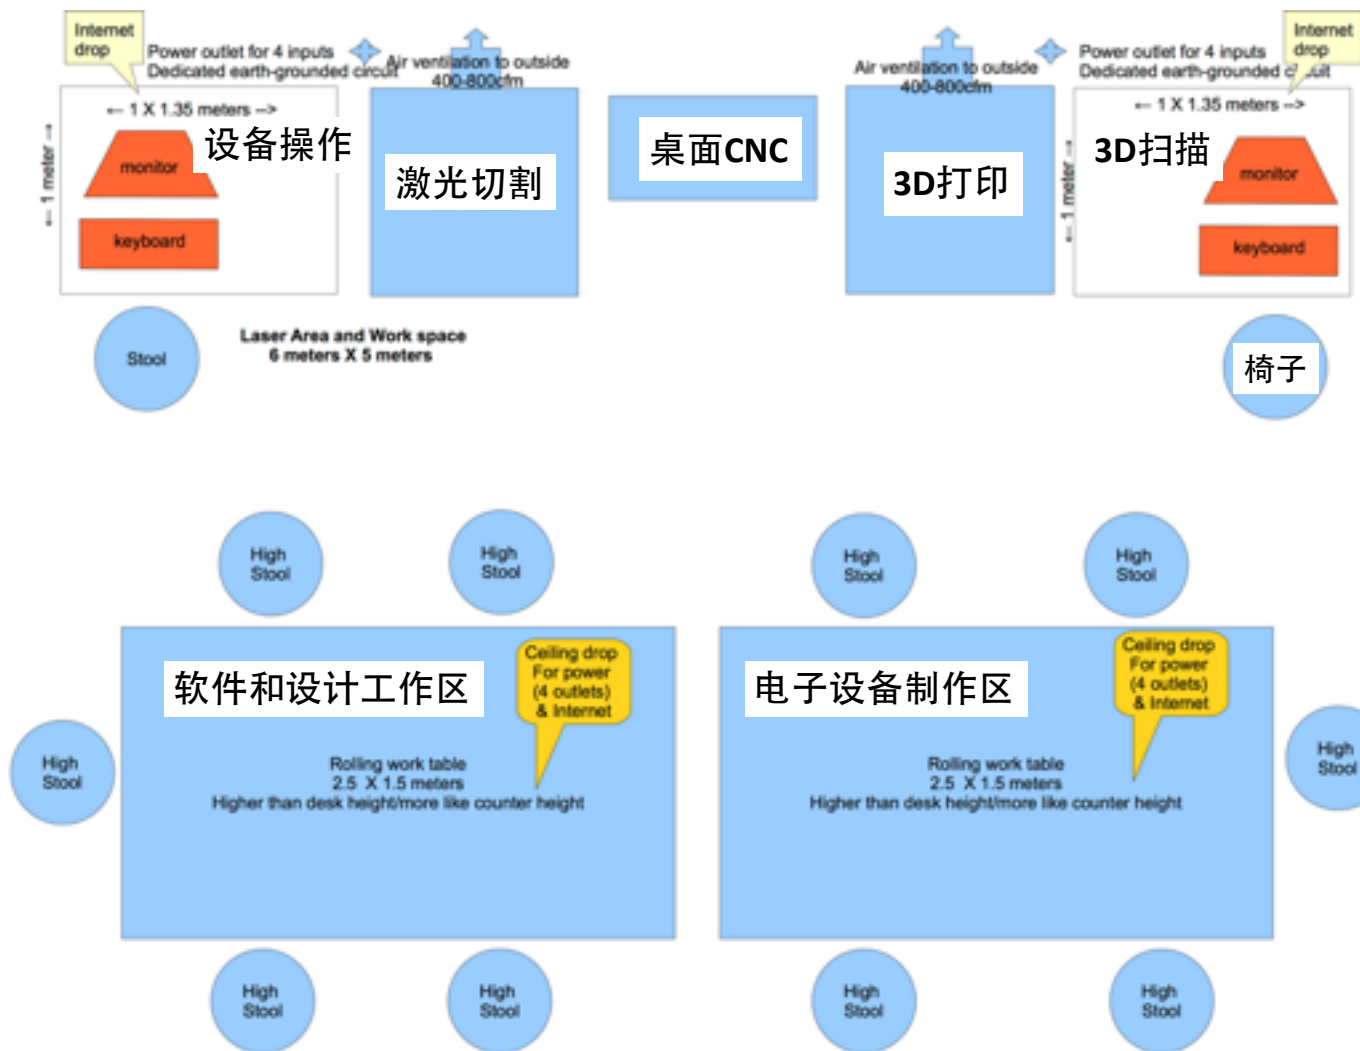 Internet
drop
Power outlet for 4 inputs
Dedicated earth-grounded circuit
Air ventilation to outside
400-800cfm
← 1 X 1.35 meters -->
← 1 meter →
设备操作
monitor
keyboard
激光切割
桌面CNC
Air ventilation to outside
400-800cfm
3D打印
Power outlet for 4 inputs
Dedicated earth-grounded circuit
Internet
drop
← 1 X 1.35 meters -->
← 1 meter →
3D扫描
monitor
keyboard
Stool
Laser Area and Work space
6 meters X 5 meters
椅子
High
Stool
High
Stool
High
Stool
High
Stool
软件和设计工作区
Ceiling drop
For power
(4 outlets)
& Internet
电子设备制作区
Ceiling drop
For power
(4 outlets)
& Internet
High
Stool
Rolling work table
2.5 X 1.5 meters
Higher than desk height/more like counter height
Rolling work table
2.5 X 1.5 meters
Higher than desk height/more like counter height
High
Stool
High
Stool
High
Stool
High
Stool
High
Stool